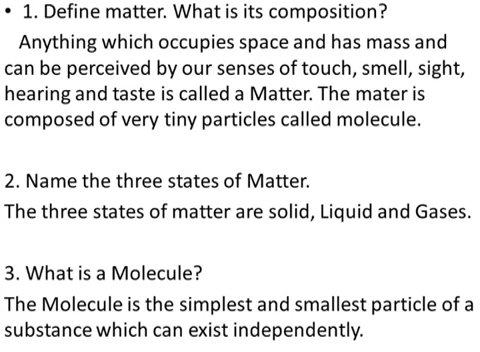 • 1. Define matter. What is its composition?
Anything which occupies space and has mass and
can be perceived by our senses of touch, smell, sight,
hearing and taste is called a Matter. The mater is
composed of very tiny particles called molecule.
2. Name the three states of Matter.
The three states of matter are solid, Liquid and Gases.
3. What is a Molecule?
The Molecule is the simplest and smallest particle of a
substance which can exist independently.